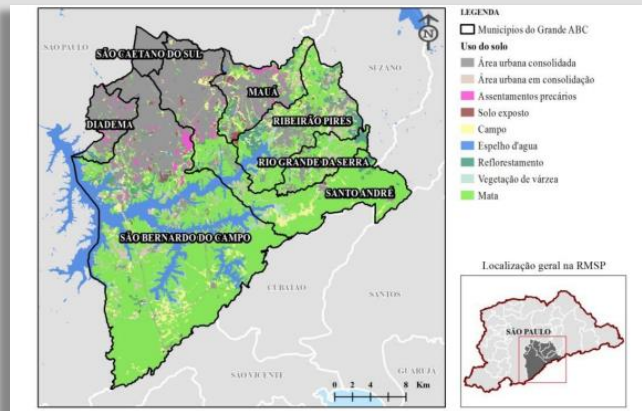 SÃO PAULO
SÃO CAETANO DO SUL
SUZANO
MAUÁ
DIADEMA
RIBEIRÃO PIRES
RIO GRANDE DA SERRA
SANTO ANDRÉ
SÃO BERNARDO DO CAMPO
CUBATÃO
SANTOS
SÃO VICENTE
GUARUJÁ
0 2 4 8 Km
LEGENDA
Municípios do Grande ABC
Uso do solo
Área urbana consolidada
Área urbana em consolidação
Assentamentos precários
Solo exposto
Campo
Espelho d'agua
Reflorestamento
Vegetação de várzea
Mata
Localização geral na RMSP
SÃO PAULO